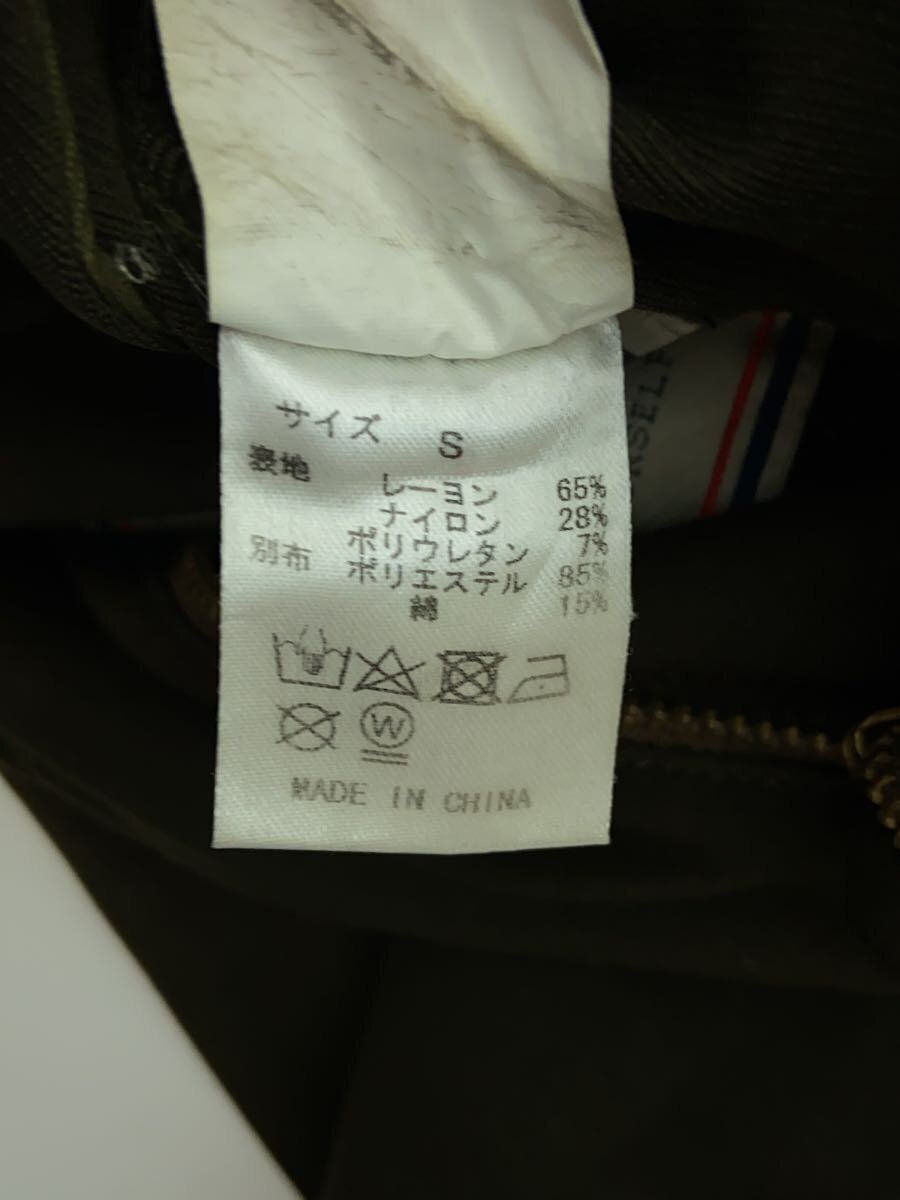 サイズ S
表地 レーヨン 65%
ナイロン 28%
ポリウレタン 7%
別布 ポリエステル 85%
綿 15%
W
MADE IN CHINA
RSELF